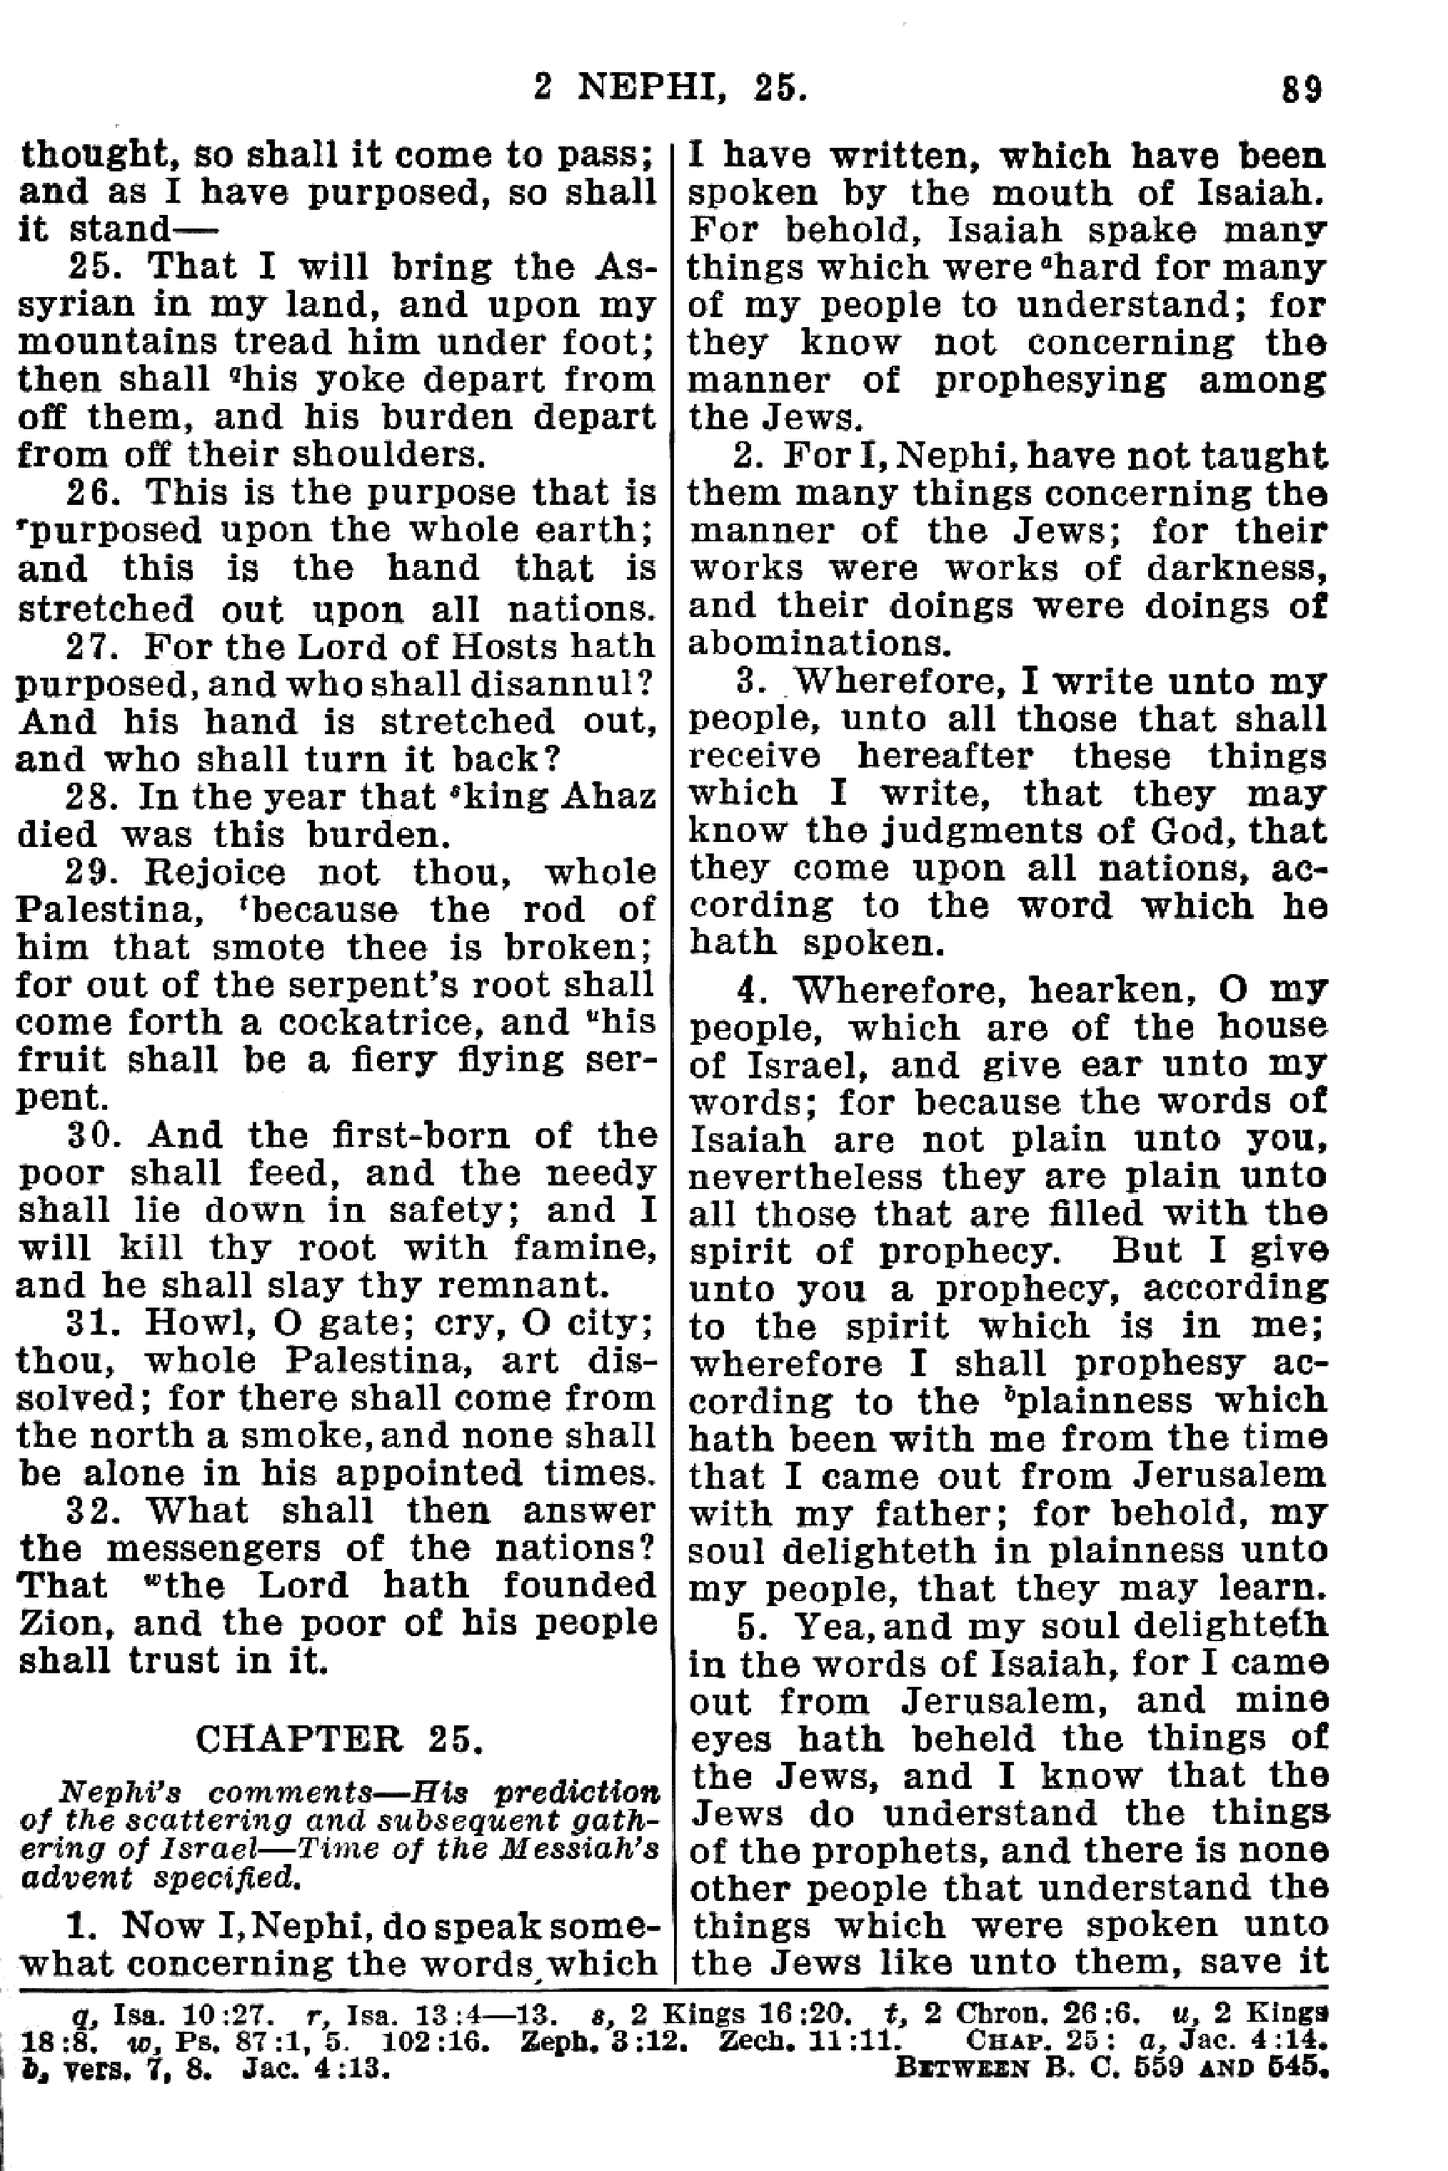 2 NEPHI, 25.
89
thought, so shall it come to pass;
and as I have purposed, so shall
it stand—
25. That I will bring the As-
syrian in my land, and upon my
mountains tread him under foot;
then shall qhis yoke depart from
off them, and his burden depart
from off their shoulders.
26. This is the purpose that is
rpurposed upon the whole earth;
and this is the hand that is
stretched out upon all nations.
27. For the Lord of Hosts hath
purposed, and who shall disannul?
And his hand is stretched out,
and who shall turn it back?
28. In the year that sking Ahaz
died was this burden.
29. Rejoice not thou, whole
Palestina, tbecause the rod of
him that smote thee is broken;
for out of the serpent's root shall
come forth a cockatrice, and uhis
fruit shall be a fiery flying ser-
pent.
30. And the first-born of the
poor shall feed, and the needy
shall lie down in safety; and I
will kill thy root with famine,
and he shall slay thy remnant.
31. Howl, O gate; cry, O city;
thou, whole Palestina, art dis-
solved; for there shall come from
the north a smoke, and none shall
be alone in his appointed times.
32. What shall then answer
the messengers of the nations?
That wthe Lord hath founded
Zion, and the poor of his people
shall trust in it.
CHAPTER 25.
Nephi's comments—His prediction
of the scattering and subsequent gath-
ering of Israel—Time of the Messiah's
advent specified.
1. Now I, Nephi, do speak some-
what concerning the words which
I have written, which have been
spoken by the mouth of Isaiah.
For behold, Isaiah spake many
things which were ahard for many
of my people to understand; for
they know not concerning the
manner of prophesying among
the Jews.
2. For I, Nephi, have not taught
them many things concerning the
manner of the Jews; for their
works were works of darkness,
and their doings were doings of
abominations.
3. Wherefore, I write unto my
people, unto all those that shall
receive hereafter these things
which I write, that they may
know the judgments of God, that
they come upon all nations, ac-
cording to the word which he
hath spoken.
4. Wherefore, hearken, O my
people, which are of the house
of Israel, and give ear unto my
words; for because the words of
Isaiah are not plain unto you,
nevertheless they are plain unto
all those that are filled with the
spirit of prophecy. But I give
unto you a prophecy, according
to the spirit which is in me;
wherefore I shall prophesy ac-
cording to the bplainness which
hath been with me from the time
that I came out from Jerusalem
with my father; for behold, my
soul delighteth in plainness unto
my people, that they may learn.
5. Yea, and my soul delighteth
in the words of Isaiah, for I came
out from Jerusalem, and mine
eyes hath beheld the things of
the Jews, and I know that the
Jews do understand the things
of the prophets, and there is none
other people that understand the
things which were spoken unto
the Jews like unto them, save it
q, Isa. 10:27. r, Isa. 13:4—13. s, 2 Kings 16:20. t, 2 Chron. 26:6. u, 2 Kings
18:8. w, Ps. 87:1, 5. 102:16. Zeph. 3:12. Zech. 11:11. CHAP. 25: a, Jac. 4:14.
b, vers. 7, 8. Jac. 4:13. BETWEEN B. C. 559 AND 545.